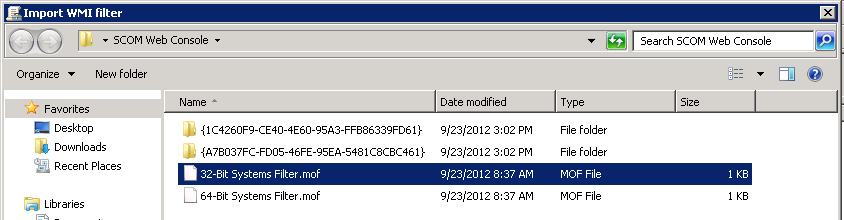 Import WMI filter
SCOM Web Console
Search SCOM Web Console
Organize New folder
Favorites
Desktop
Downloads
Recent Places
Libraries
Name Date modified Type Size
{1C4260F9-CE40-4E60-95A3-FFB86339FD61} 9/23/2012 3:02 PM File folder
{A7B037FC-FD05-46FE-95EA-5481C8CBC461} 9/23/2012 3:02 PM File folder
32-Bit Systems Filter.mof 9/23/2012 8:37 AM MOF File 1 KB
64-Bit Systems Filter.mof 9/23/2012 8:37 AM MOF File 1 KB